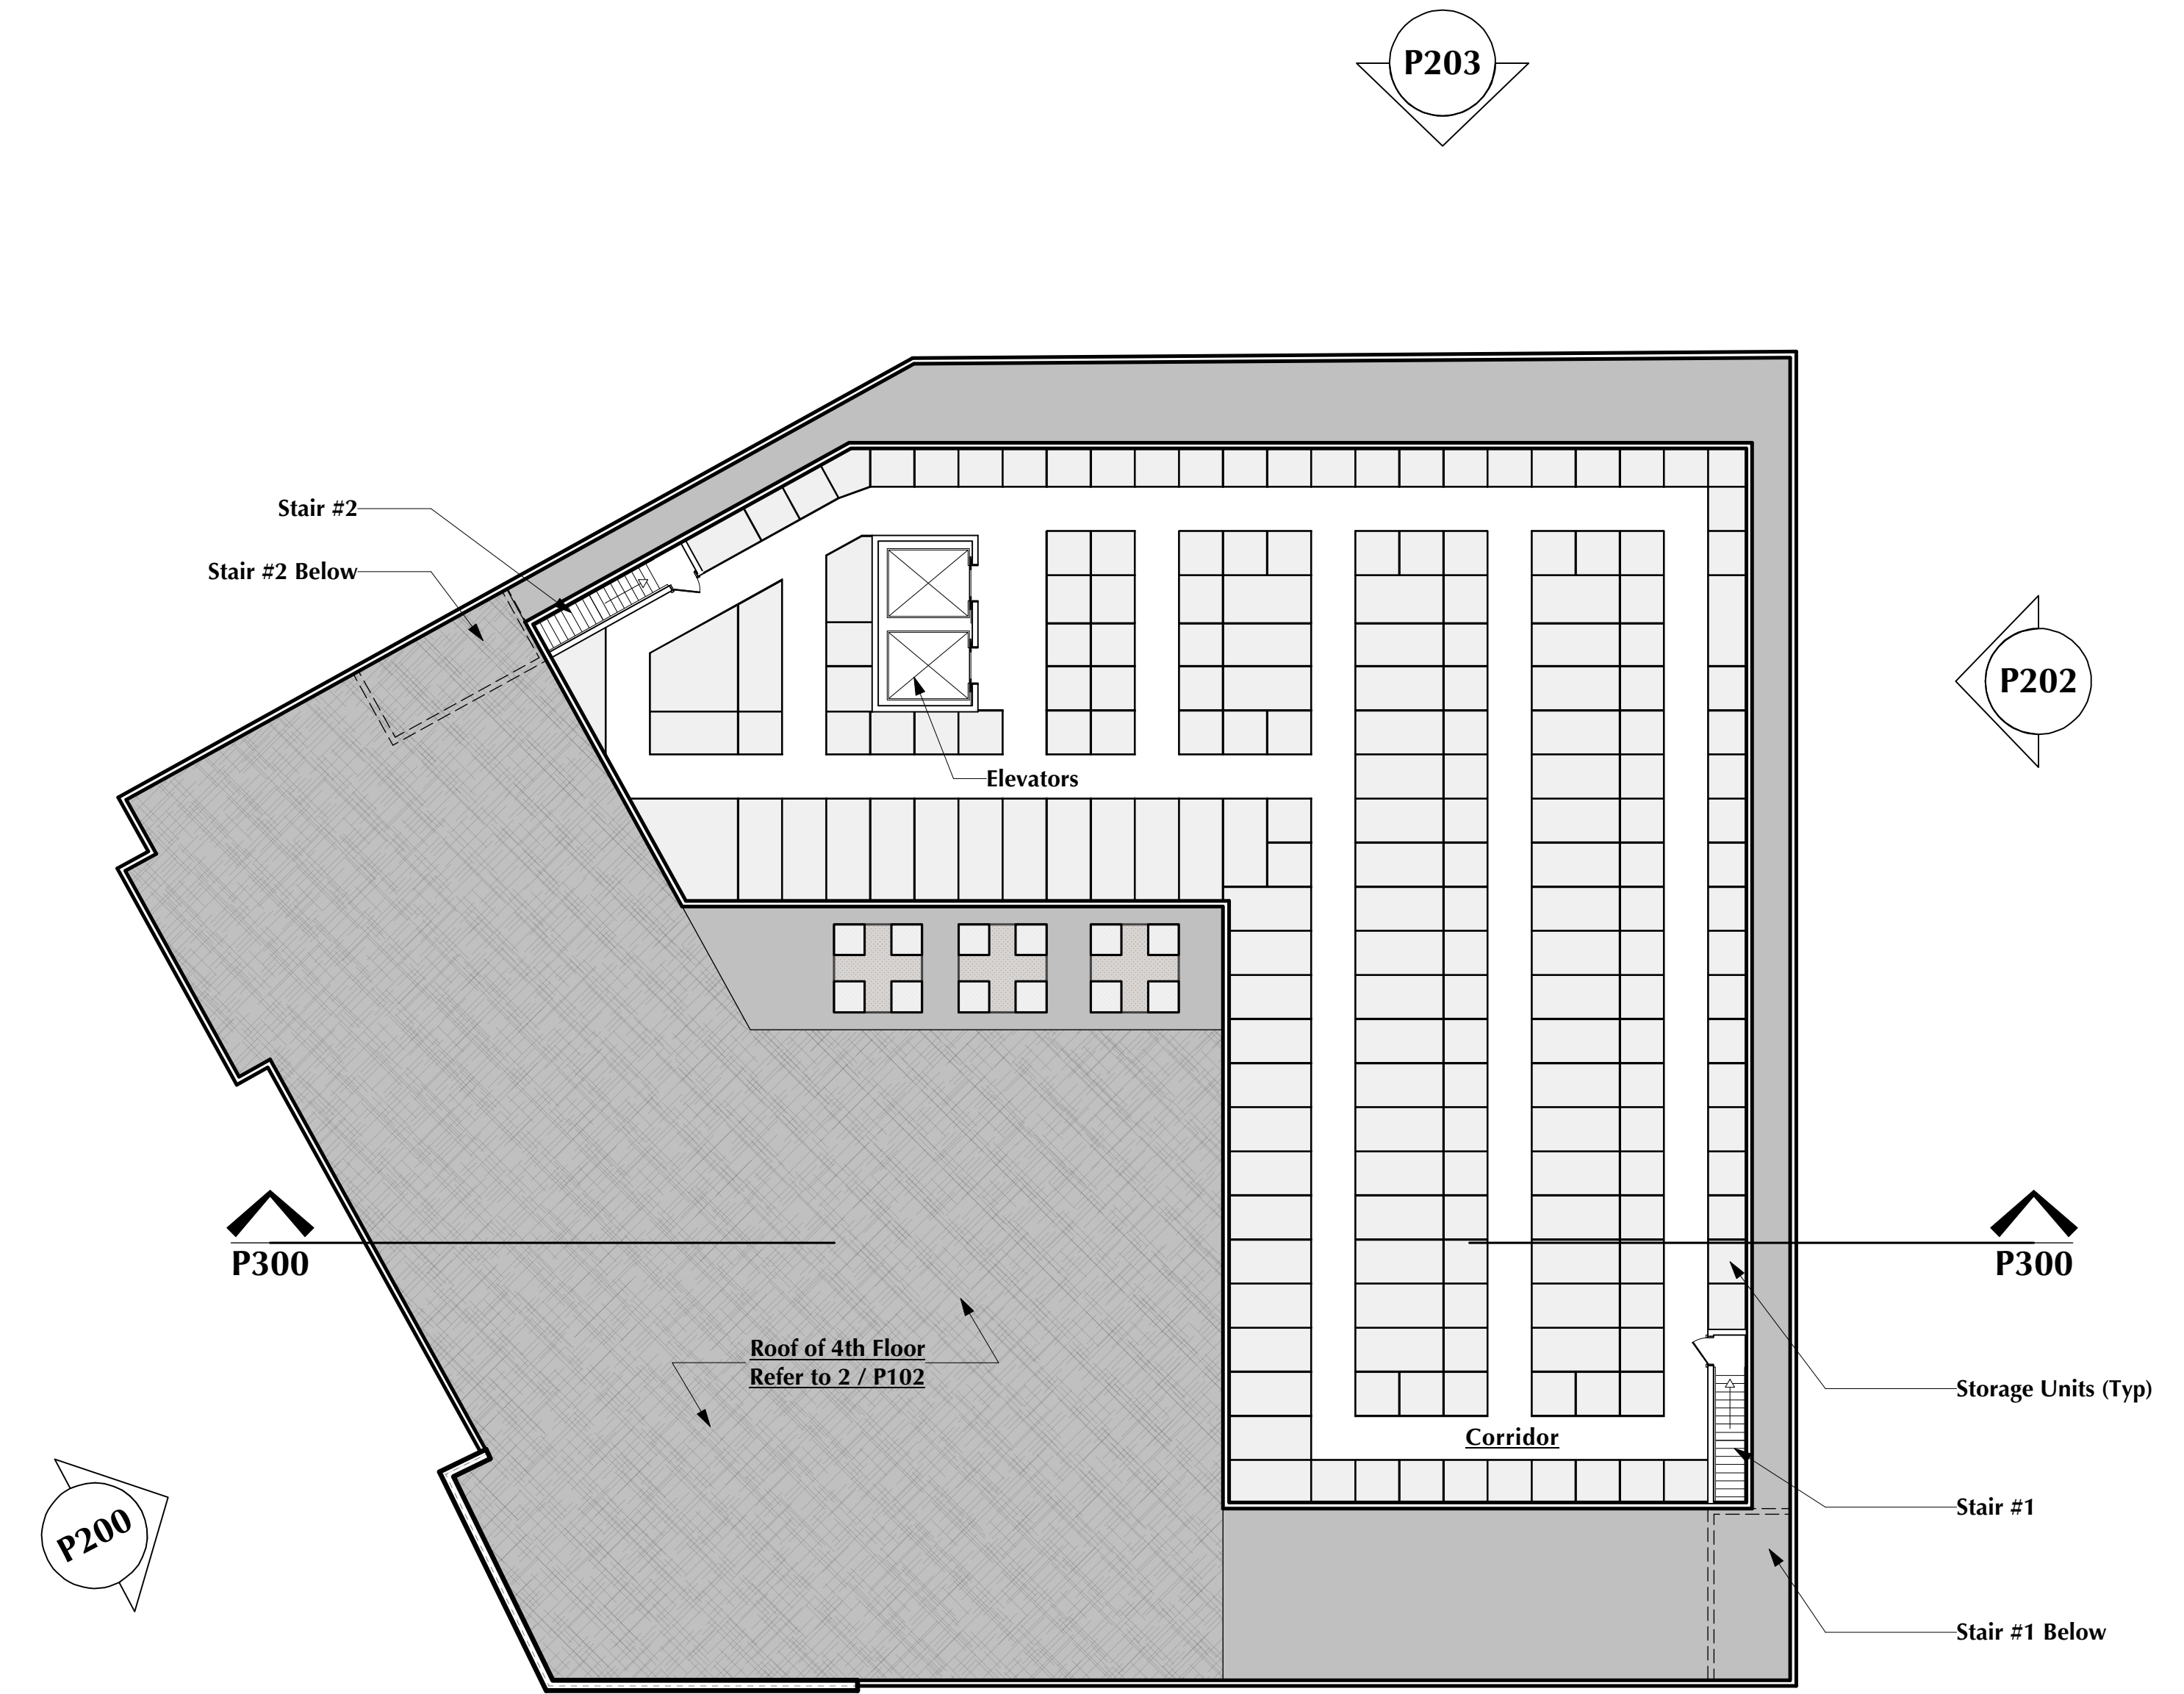 P203
Stair #2
Stair #2 Below
P202
Elevators
P300
P300
Roof of 4th Floor
Refer to 2 / P102
Storage Units (Typ)
Corridor
Stair #1
P200
Stair #1 Below